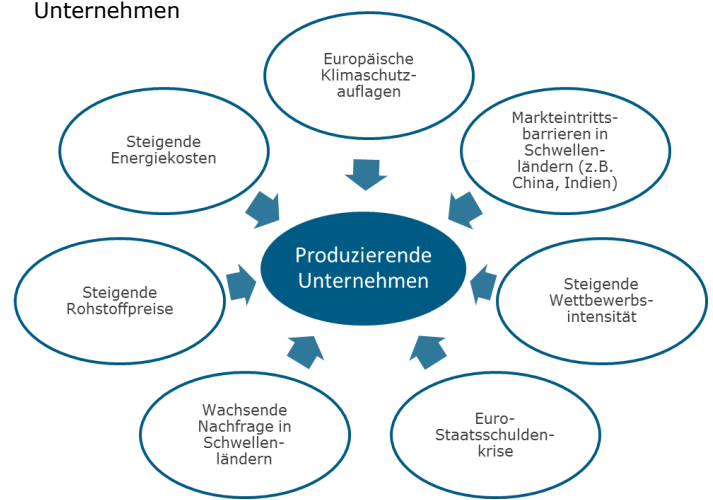 Unternehmen
Europäische
Klimaschutz-
auflagen
Steigende
Energiekosten
Markteintritts-
barrieren in
Schwellen-
ländern (z.B.
China, Indien)
Produzierende
Unternehmen
Steigende
Rohstoffpreise
Steigende
Wettbewerbs-
intensität
Wachsende
Nachfrage in
Schwellen-
ländern
Euro-
Staatsschulden-
krise